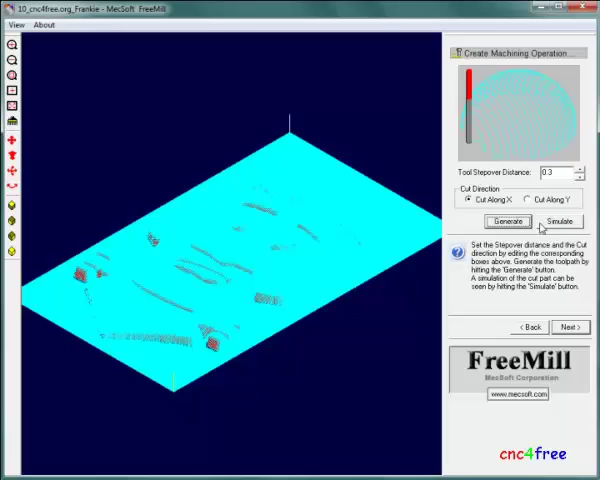 10_cnc4free.org_Frankie - MecSoft FreeMill
View About
Create Machining Operation...
Tool Stepover Distance: 0.3
Cut Direction
Cut Along X Cut Along Y
Generate Simulate
Set the Stepover distance and the Cut
direction by editing the corresponding
boxes above. Generate the toolpath by
hitting the 'Generate' button.
A simulation of the cut part can be
seen by hitting the 'Simulate' button.
< Back Next >
FreeMill
MecSoft Corporation
www.mecsoft.com
cnc4free